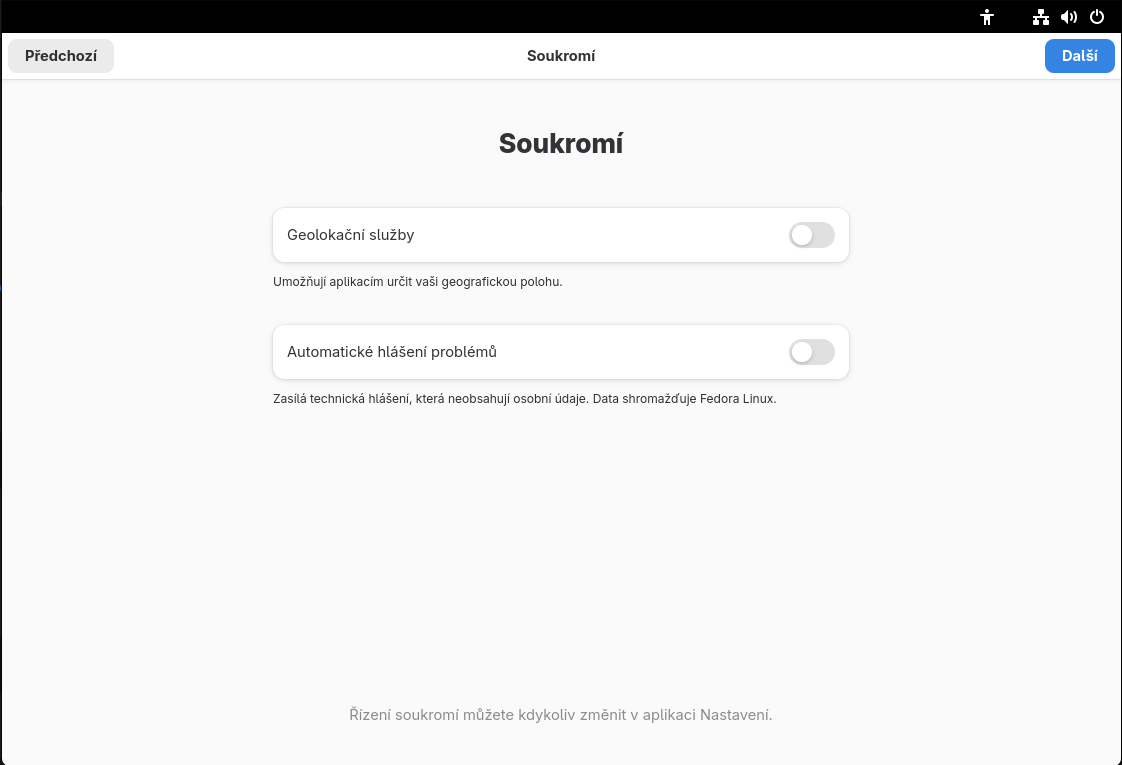 Předchozí
Soukromí
Další
Soukromí
Geolokační služby
Umožňují aplikacím určit vaši geografickou polohu.
Automatické hlášení problémů
Zasílá technická hlášení, která neobsahují osobní údaje. Data shromažďuje Fedora Linux.
Řízení soukromí můžete kdykoliv změnit v aplikaci Nastavení.